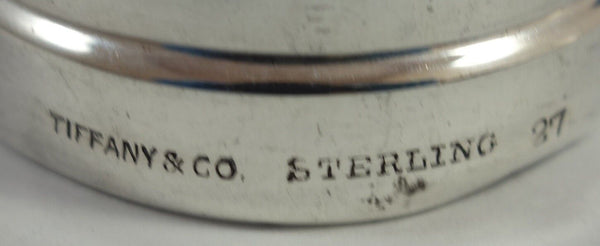 TIFFANY & CO. STERLING 27